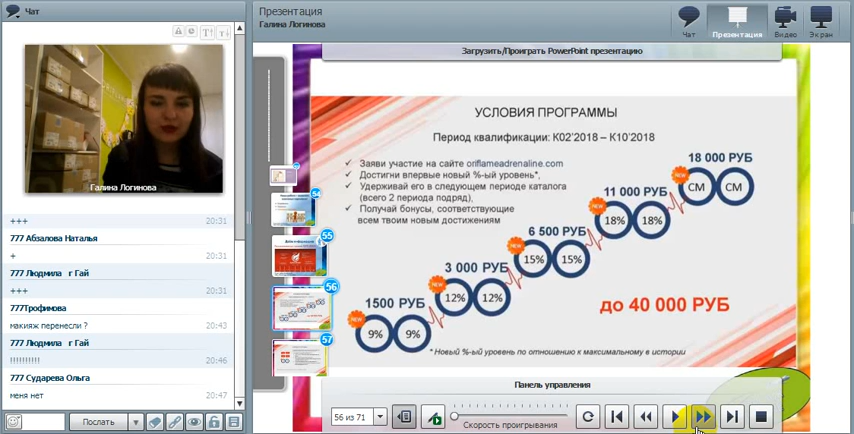 Чат
Галина Логинова
+++ 20:31
777 Абзалова Наталья
+ 20:31
777 Людмила г Гай
+++ 20:31
777Трофимова
макияж перенесли ? 20:43
777 Людмила г Гай
!!!!!!!!!! 20:46
777 Сударева Ольга
меня нет 20:47
Послать
Презентация
Галина Логинова
Чат
Презентация
Видео
Экран
Загрузить/Проиграть PowerPoint презентацию
54
55
56
57
УСЛОВИЯ ПРОГРАММЫ
Период квалификации: К02'2018 – К10'2018
✓ Заяви участие на сайте oriflameadrenaline.com
✓ Достигни впервые новый %-ый уровень*,
✓ Удерживай его в следующем периоде каталога
(всего 2 периода подряд),
✓ Получай бонусы, соответствующие
всем твоим новым достижениям
18 000 РУБ
NEW
СМ СМ
11 000 РУБ
NEW
18% 18%
6 500 РУБ
NEW
15% 15%
3 000 РУБ
NEW
12% 12%
1500 РУБ
NEW
9% 9%
до 40 000 РУБ
* Новый %-ый уровень по отношению к максимальному в истории
Панель управления
56 из 71
Скорость проигрывания